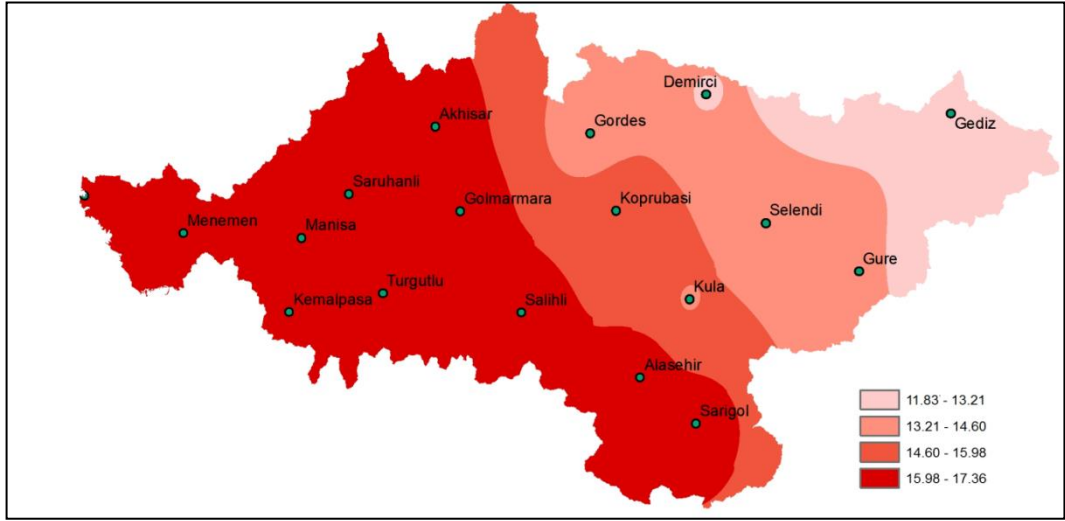 Demirci
Gediz
Akhisar
Gordes
Saruhanli
Golmarmara
Koprubasi
Selendi
Menemen
Manisa
Gure
Turgutlu
Kula
Kemalpasa
Salihli
Alasehir
Sarigol
11.83 - 13.21
13.21 - 14.60
14.60 - 15.98
15.98 - 17.36